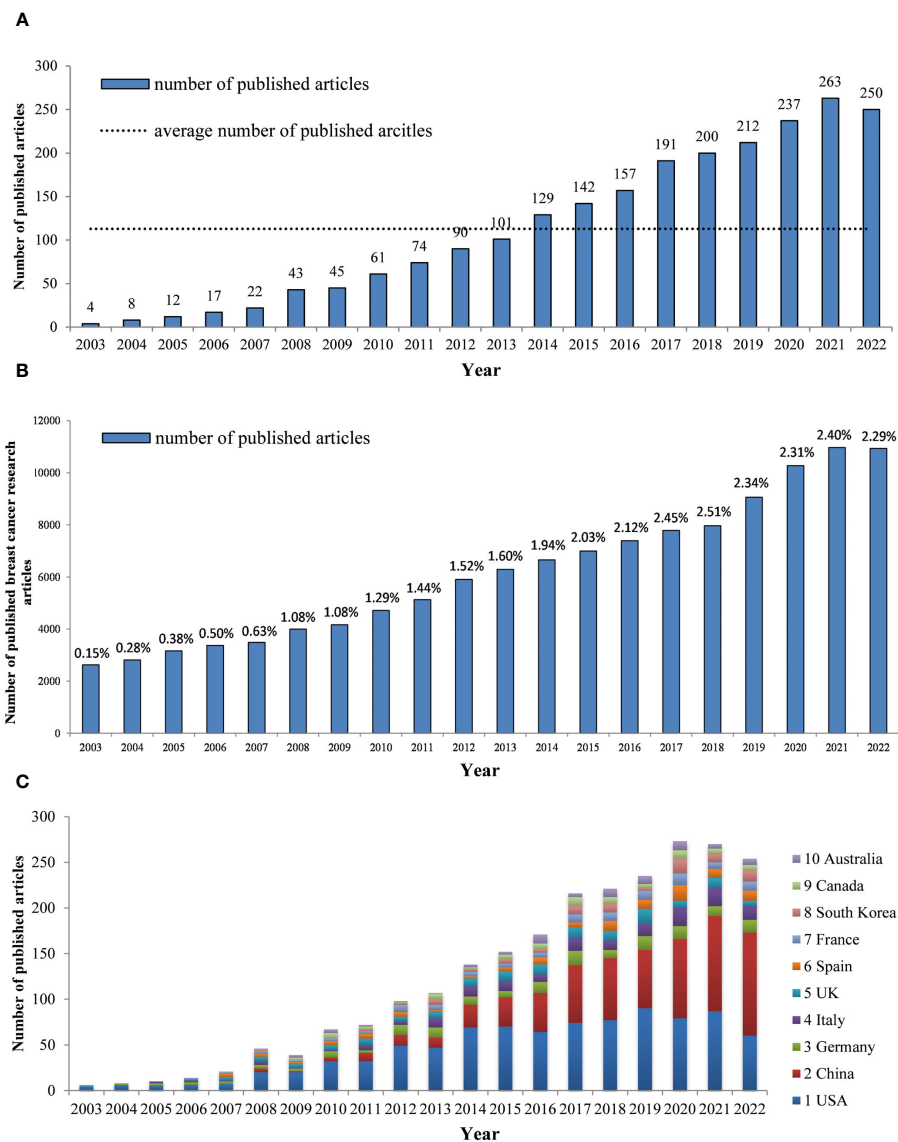 A
Number of published articles
300
250
200
150
100
50
0
number of published articles
average number of published arcitles
4 8 12 17 22 43 45 61 74 90 101 129 142 157 191 200 212 237 263 250
2003 2004 2005 2006 2007 2008 2009 2010 2011 2012 2013 2014 2015 2016 2017 2018 2019 2020 2021 2022
Year
B
Number of published breast cancer research
articles
12000
10000
8000
6000
4000
2000
0
number of published articles
0.15% 0.28% 0.38% 0.50% 0.63% 1.08% 1.08% 1.29% 1.44% 1.52% 1.60% 1.94% 2.03% 2.12% 2.45% 2.51% 2.34% 2.31% 2.40% 2.29%
2003 2004 2005 2006 2007 2008 2009 2010 2011 2012 2013 2014 2015 2016 2017 2018 2019 2020 2021 2022
Year
C
Number of published articles
300
250
200
150
100
50
0
2003 2004 2005 2006 2007 2008 2009 2010 2011 2012 2013 2014 2015 2016 2017 2018 2019 2020 2021 2022
Year
10 Australia
9 Canada
8 South Korea
7 France
6 Spain
5 UK
4 Italy
3 Germany
2 China
1 USA